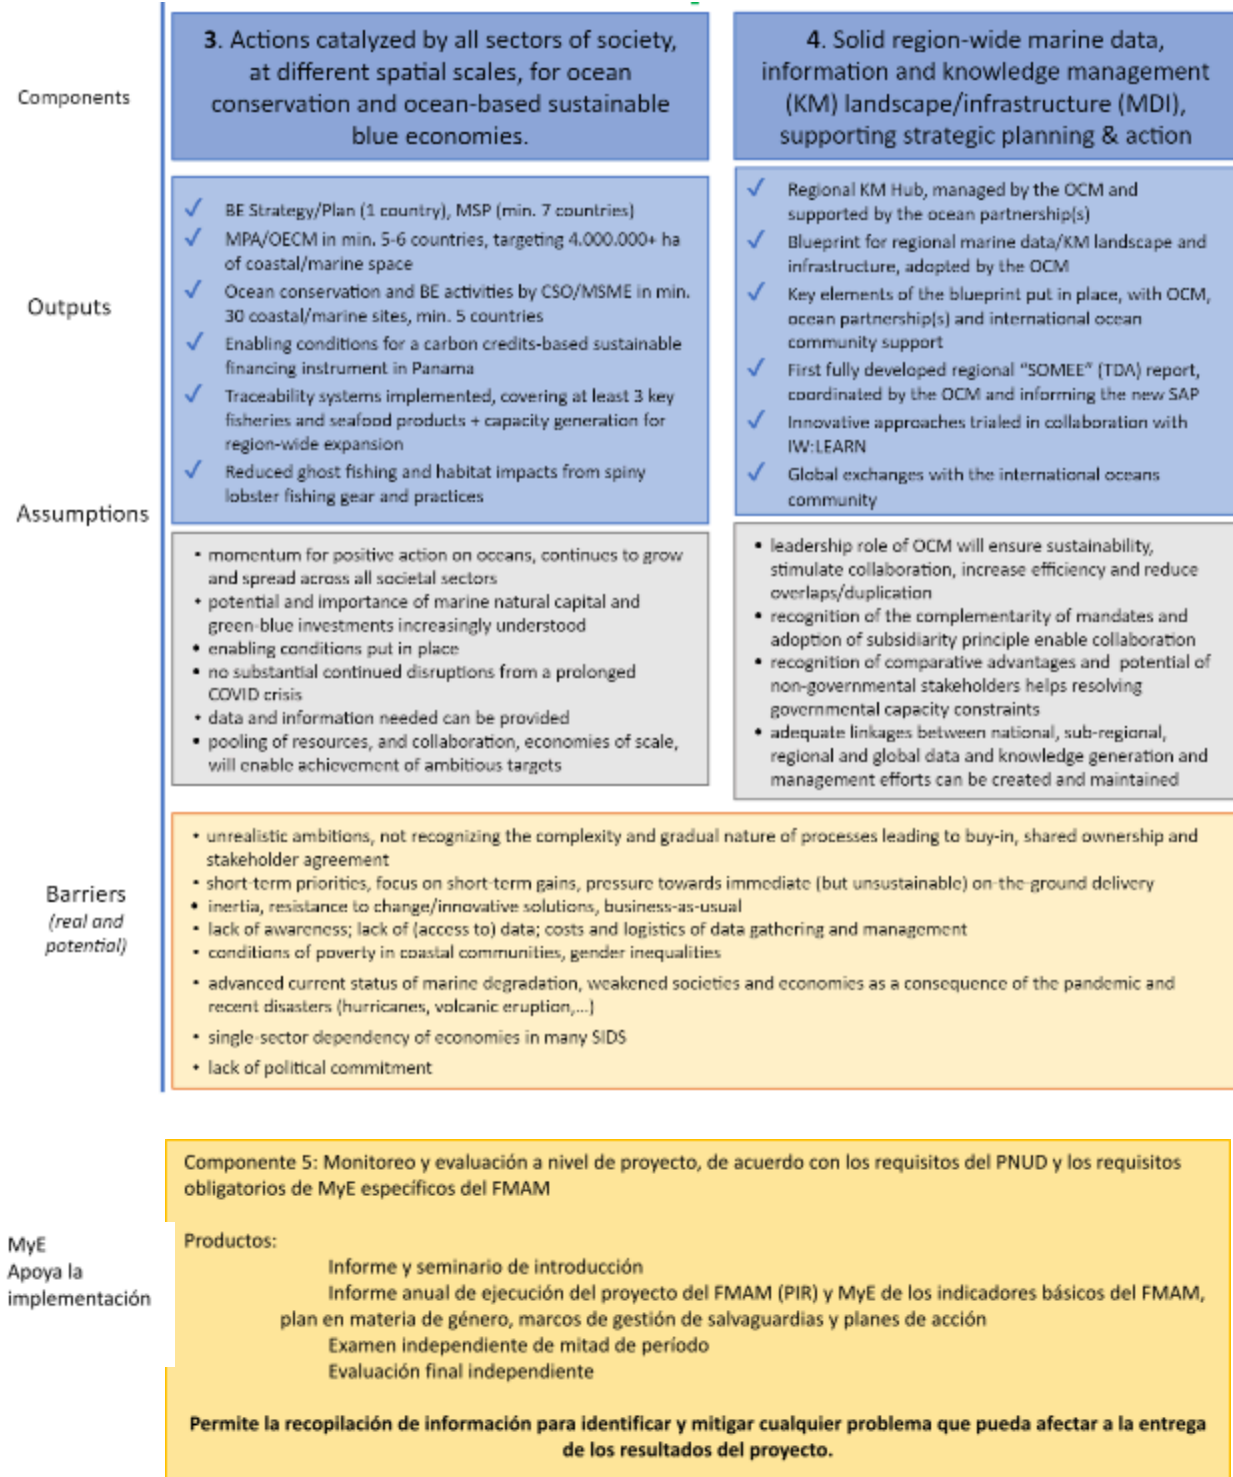 Components
3. Actions catalyzed by all sectors of society,
at different spatial scales, for ocean
conservation and ocean-based sustainable
blue economies.
4. Solid region-wide marine data,
information and knowledge management
(KM) landscape/infrastructure (MDI),
supporting strategic planning & action
Outputs
✓ BE Strategy/Plan (1 country), MSP (min. 7 countries)
✓ MPA/OECM in min. 5-6 countries, targeting 4.000.000+ ha
of coastal/marine space
✓ Ocean conservation and BE activities by CSO/MSME in min.
30 coastal/marine sites, min. 5 countries
✓ Enabling conditions for a carbon credits-based sustainable
financing instrument in Panama
✓ Traceability systems implemented, covering at least 3 key
fisheries and seafood products + capacity generation for
region-wide expansion
✓ Reduced ghost fishing and habitat impacts from spiny
lobster fishing gear and practices
✓ Regional KM Hub, managed by the OCM and
supported by the ocean partnership(s)
✓ Blueprint for regional marine data/KM landscape and
infrastructure, adopted by the OCM
✓ Key elements of the blueprint put in place, with OCM,
ocean partnership(s) and international ocean
community support
✓ First fully developed regional "SOMEE" (TDA) report,
coordinated by the OCM and informing the new SAP
✓ Innovative approaches trialed in collaboration with
IW:LEARN
✓ Global exchanges with the international oceans
community
Assumptions
• momentum for positive action on oceans, continues to grow
and spread across all societal sectors
• potential and importance of marine natural capital and
green-blue investments increasingly understood
• enabling conditions put in place
• no substantial continued disruptions from a prolonged
COVID crisis
• data and information needed can be provided
• pooling of resources, and collaboration, economies of scale,
will enable achievement of ambitious targets
• leadership role of OCM will ensure sustainability,
stimulate collaboration, increase efficiency and reduce
overlaps/duplication
• recognition of the complementarity of mandates and
adoption of subsidiarity principle enable collaboration
• recognition of comparative advantages and potential of
non-governmental stakeholders helps resolving
governmental capacity constraints
• adequate linkages between national, sub-regional,
regional and global data and knowledge generation and
management efforts can be created and maintained
Barriers
(real and
potential)
• unrealistic ambitions, not recognizing the complexity and gradual nature of processes leading to buy-in, shared ownership and
stakeholder agreement
• short-term priorities, focus on short-term gains, pressure towards immediate (but unsustainable) on-the-ground delivery
• inertia, resistance to change/innovative solutions, business-as-usual
• lack of awareness; lack of (access to) data; costs and logistics of data gathering and management
• conditions of poverty in coastal communities, gender inequalities
• advanced current status of marine degradation, weakened societies and economies as a consequence of the pandemic and
recent disasters (hurricanes, volcanic eruption,...)
• single-sector dependency of economies in many SIDS
• lack of political commitment
MyE
Apoya la
implementación
Componente 5: Monitoreo y evaluación a nivel de proyecto, de acuerdo con los requisitos del PNUD y los requisitos
obligatorios de MyE específicos del FMAM
Productos:
Informe y seminario de introducción
Informe anual de ejecución del proyecto del FMAM (PIR) y MyE de los indicadores básicos del FMAM,
plan en materia de género, marcos de gestión de salvaguardias y planes de acción
Examen independiente de mitad de período
Evaluación final independiente
Permite la recopilación de información para identificar y mitigar cualquier problema que pueda afectar a la entrega
de los resultados del proyecto.